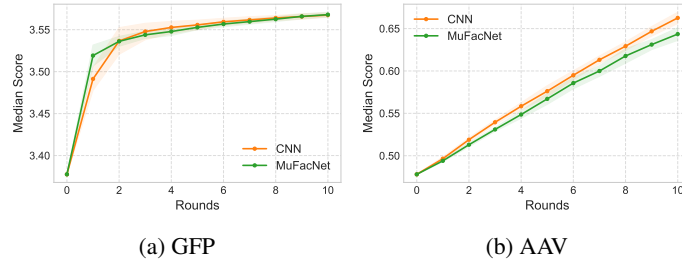 Median Score
3.55
3.50
3.45
3.40
CNN
MuFacNet
0 2 4 6 8 10
Rounds
(a) GFP
Median Score
0.65
0.60
0.55
0.50
CNN
MuFacNet
0 2 4 6 8 10
Rounds
(b) AAV